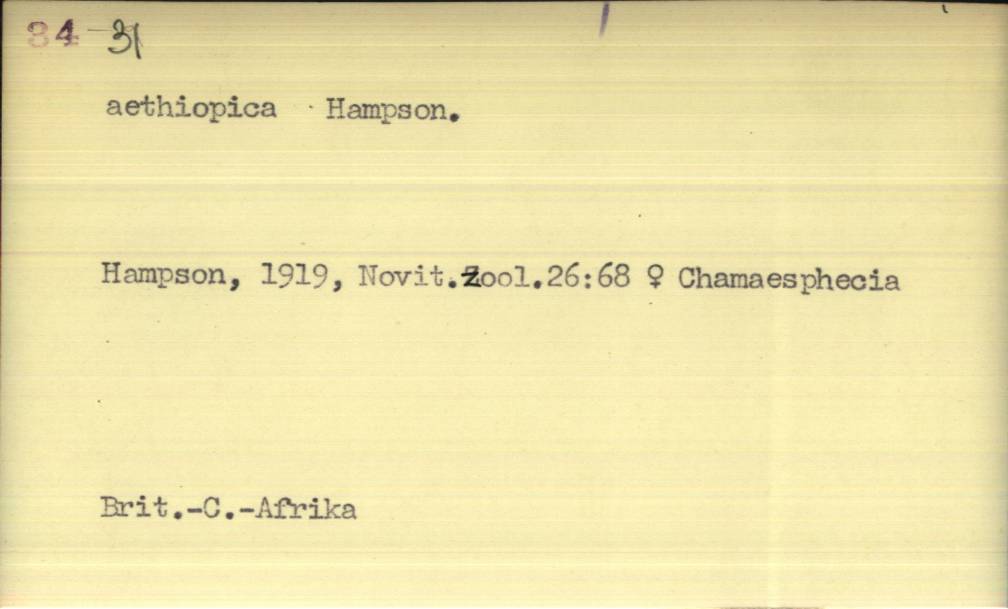 84-31
aethiopica Hampson.
Hampson, 1919, Novit.Zool.26:68 ♀ Chamaesphecia
Brit.-C.-Afrika